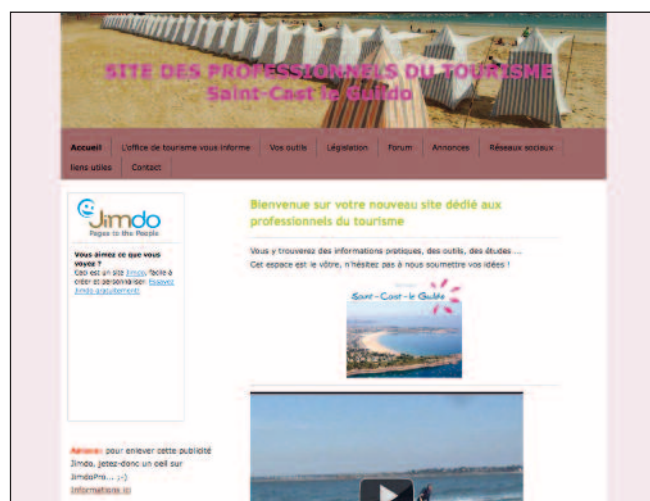 SITE DES PROFESSIONNELS DU TOURISME
Saint-Cast le Guildo
Accueil L'office de tourisme vous informe Vos outils Législation Forum Annonces Réseaux sociaux
liens utiles Contact
Jimdo
Pages to the People
Vous aimez ce que vous
voyez ?
Ceci est un site Jimdo, facile à
créer et personnaliser. Essayez
Jimdo gratuitement!
Astuce: pour enlever cette publicité
Jimdo, jetez-donc un oeil sur
JimdoPro... ;-)
Informations ici
Bienvenue sur votre nouveau site dédié aux
professionnels du tourisme
Vous y trouverez des informations pratiques, des outils, des études ...
Cet espace est le vôtre, n'hésitez pas à nous soumettre vos idées !
Saint-Cast-le Guildo